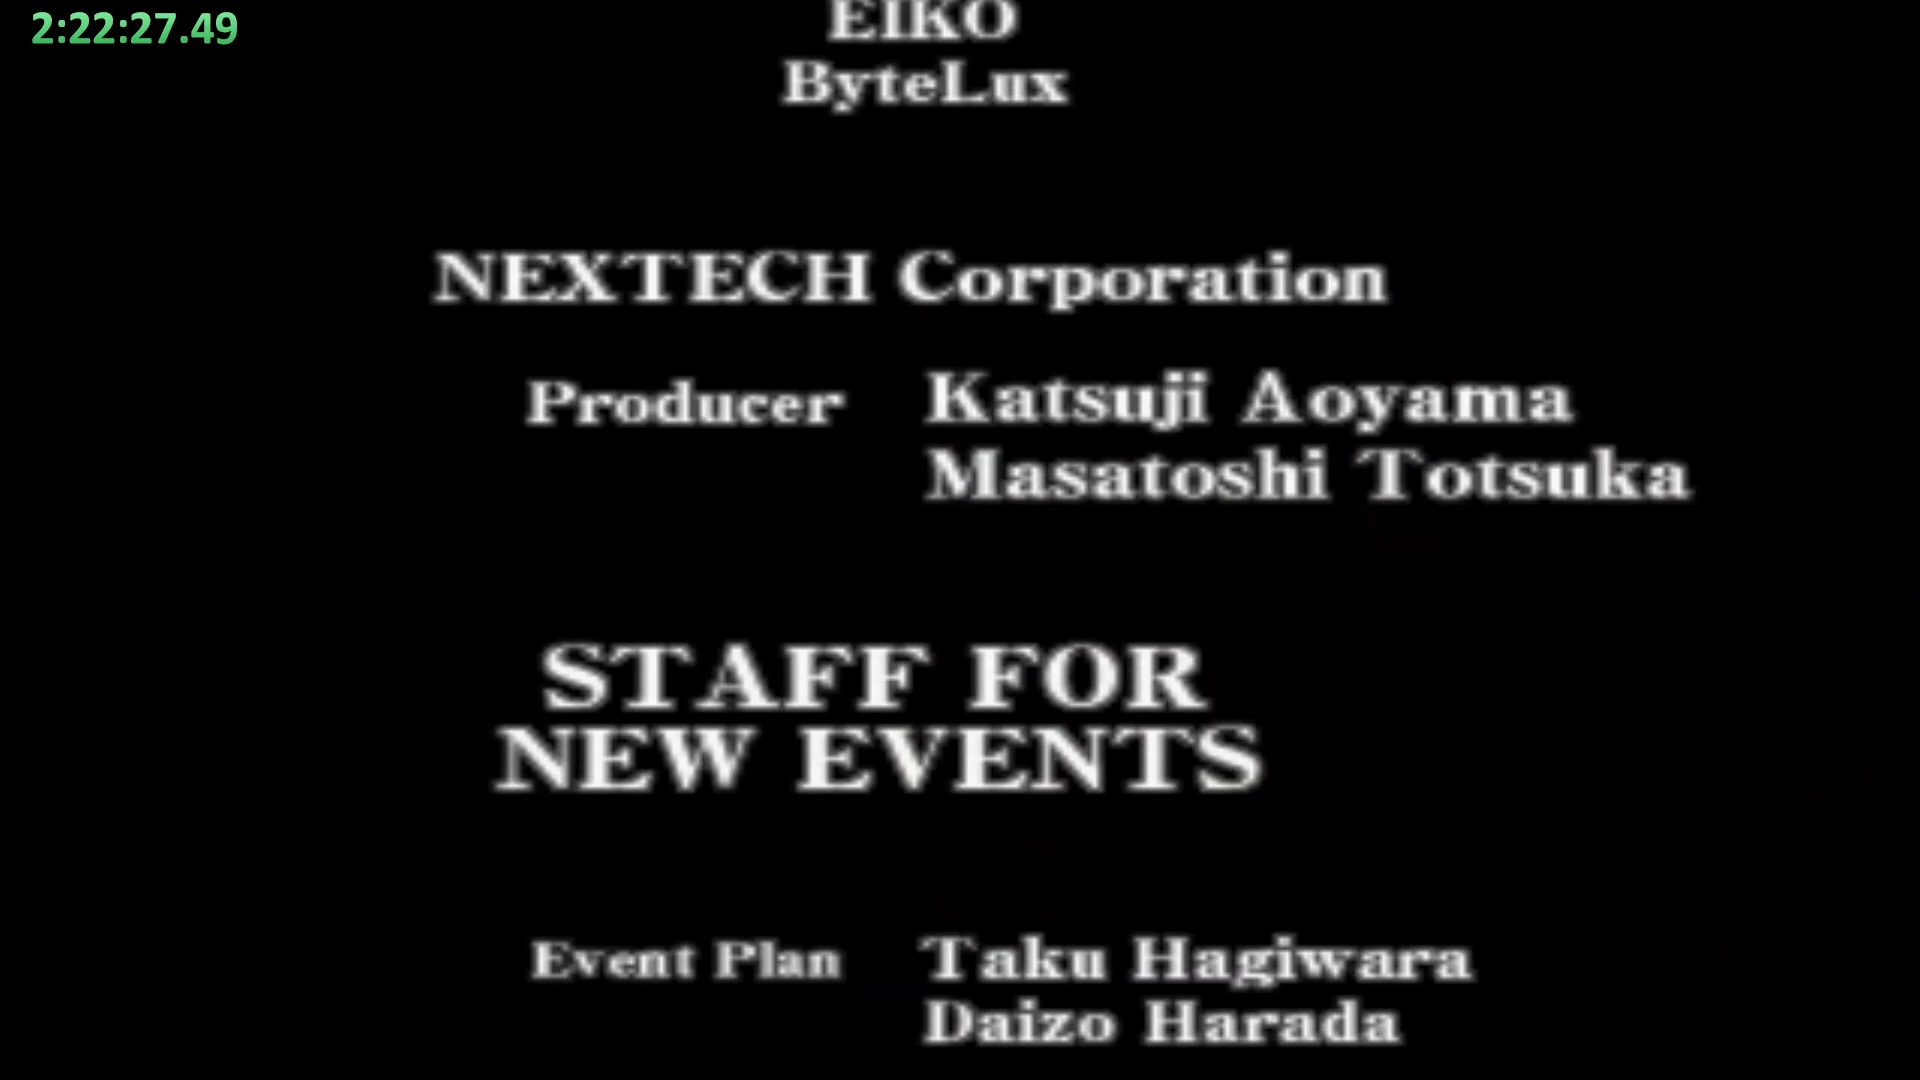 2:22:27.49
EIKO
ByteLux
NEXTECH Corporation
Producer Katsuji Aoyama
Masatoshi Totsuka
STAFF FOR
NEW EVENTS
Event Plan Taku Hagiwara
Daizo Harada